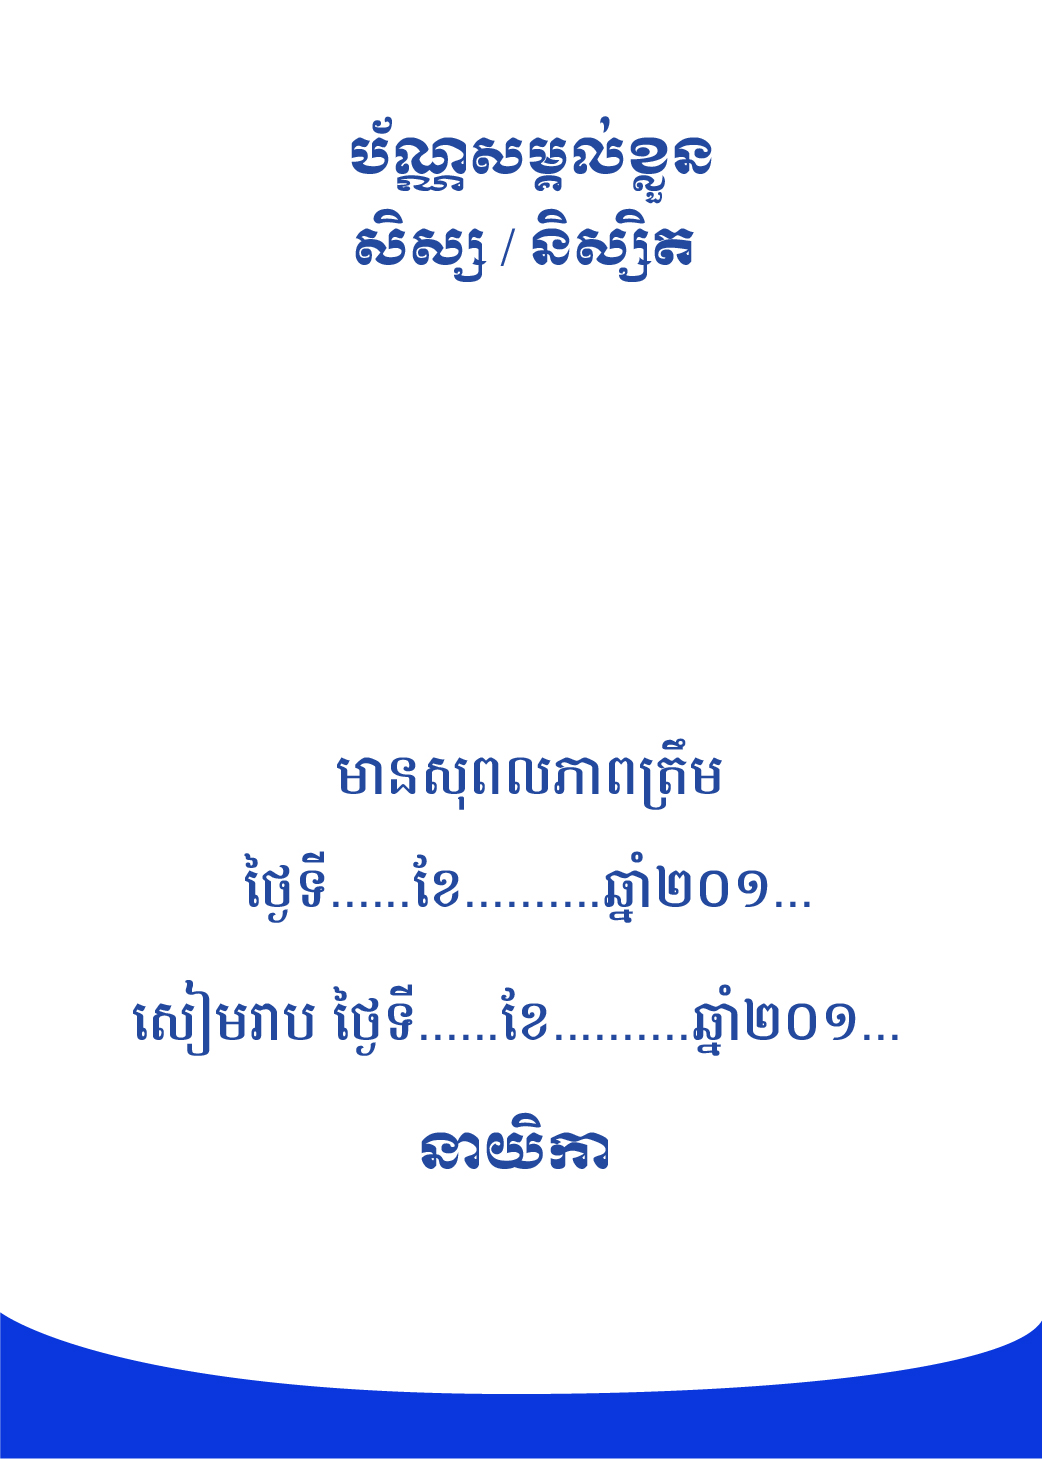 ប័ណ្ណសម្គល់ខ្លួន
សិស្ស / និស្សិត
មានសុពលភាពត្រឹម
ថ្ងៃទី......ខែ..........ឆ្នាំ២០១...
សៀមរាប ថ្ងៃទី......ខែ..........ឆ្នាំ២០១...
នាយិកា